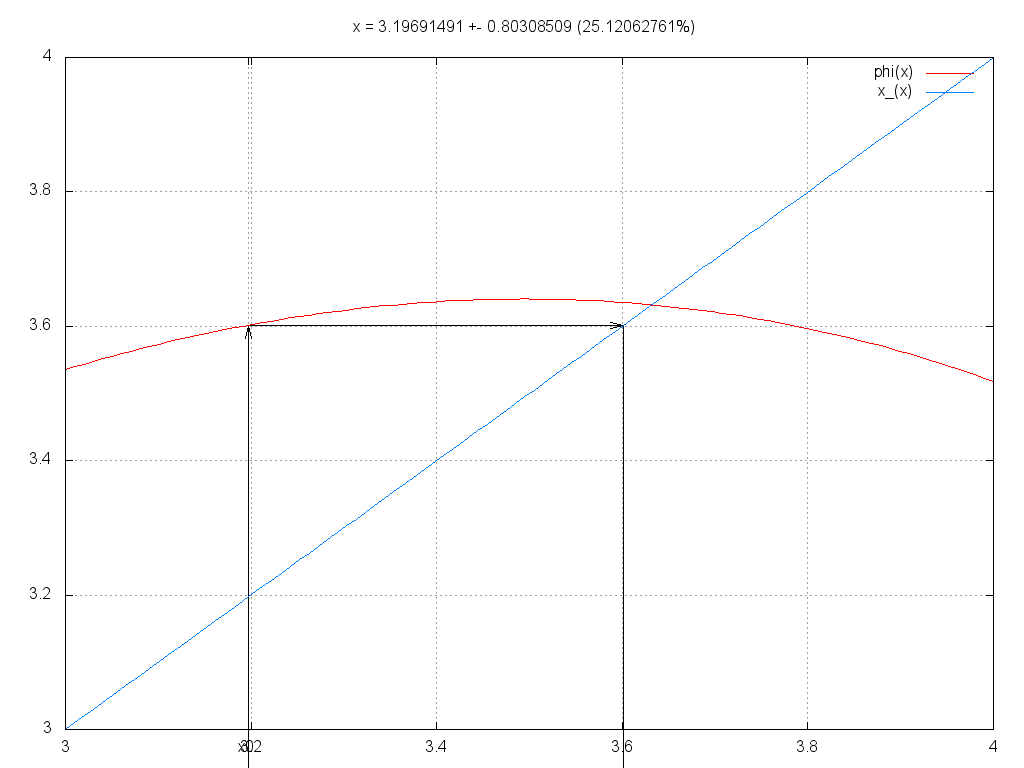 x = 3.19691491 +- 0.80308509 (25.12062761%)
4
phi(x)
x_(x)
3.8
3.6
3.4
3.2
3
3 3.4 3.6 3.8 4